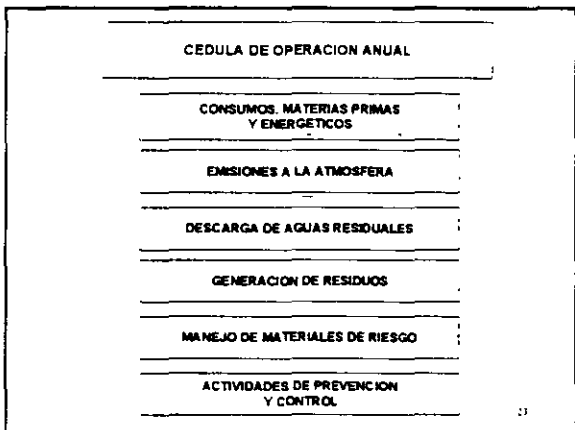 CEDULA DE OPERACION ANUAL
CONSUMOS, MATERIAS PRIMAS
Y ENERGETICOS
EMISIONES A LA ATMOSFERA
DESCARGA DE AGUAS RESIDUALES
GENERACION DE RESIDUOS
MANEJO DE MATERIALES DE RIESGO
ACTIVIDADES DE PREVENCION
Y CONTROL